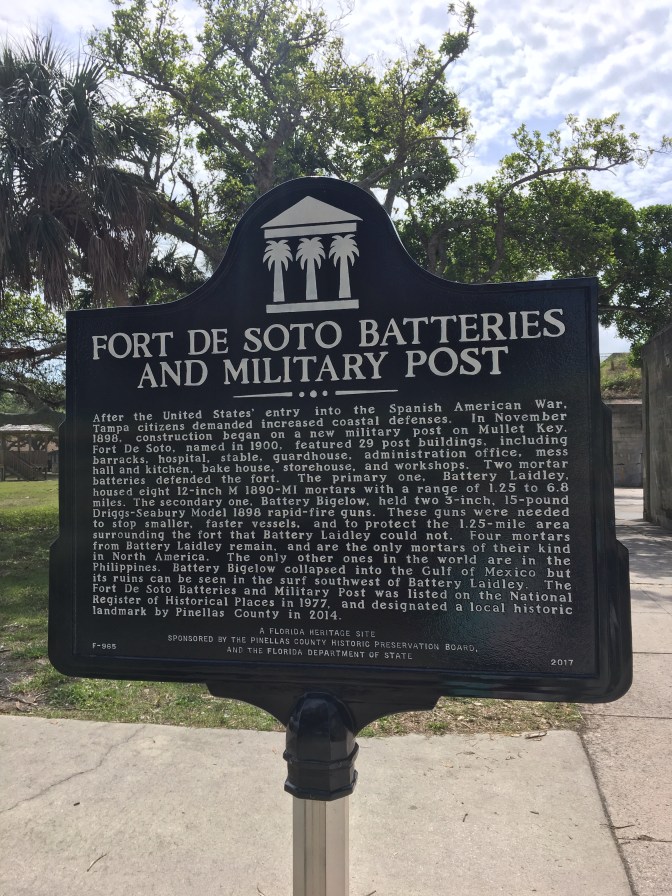 FORT DE SOTO BATTERIES
AND MILITARY POST
After the United States' entry into the Spanish American War,
Tampa citizens demanded increased coastal defenses. In November
1898, construction began on a new military post on Mullet Key.
Fort De Soto, named in 1900, featured 29 post buildings, including
barracks, hospital, stable, guardhouse, administration office, mess
hall and kitchen, bake house, storehouse, and workshops. Two mortar
batteries defended the fort. The primary one, Battery Laidley,
housed eight 12-inch M 1890-M1 mortars with a range of 1.25 to 6.8
miles. The secondary one, Battery Bigelow, held two 3-inch, 15-pound
Driggs-Seabury Model 1898 rapid-fire guns. These guns were needed
to stop smaller, faster vessels, and to protect the 1.25-mile area
surrounding the fort that Battery Laidley could not. Four mortars
from Battery Laidley remain, and are the only mortars of their kind
in North America. The only other ones in the world are in the
Philippines. Battery Bigelow collapsed into the Gulf of Mexico but
its ruins can be seen in the surf southwest of Battery Laidley. The
Fort De Soto Batteries and Military Post was listed on the National
Register of Historical Places in 1977, and designated a local historic
landmark by Pinellas County in 2014.
A FLORIDA HERITAGE SITE
SPONSORED BY THE PINELLAS COUNTY HISTORIC PRESERVATION BOARD,
AND THE FLORIDA DEPARTMENT OF STATE
F-965
2017